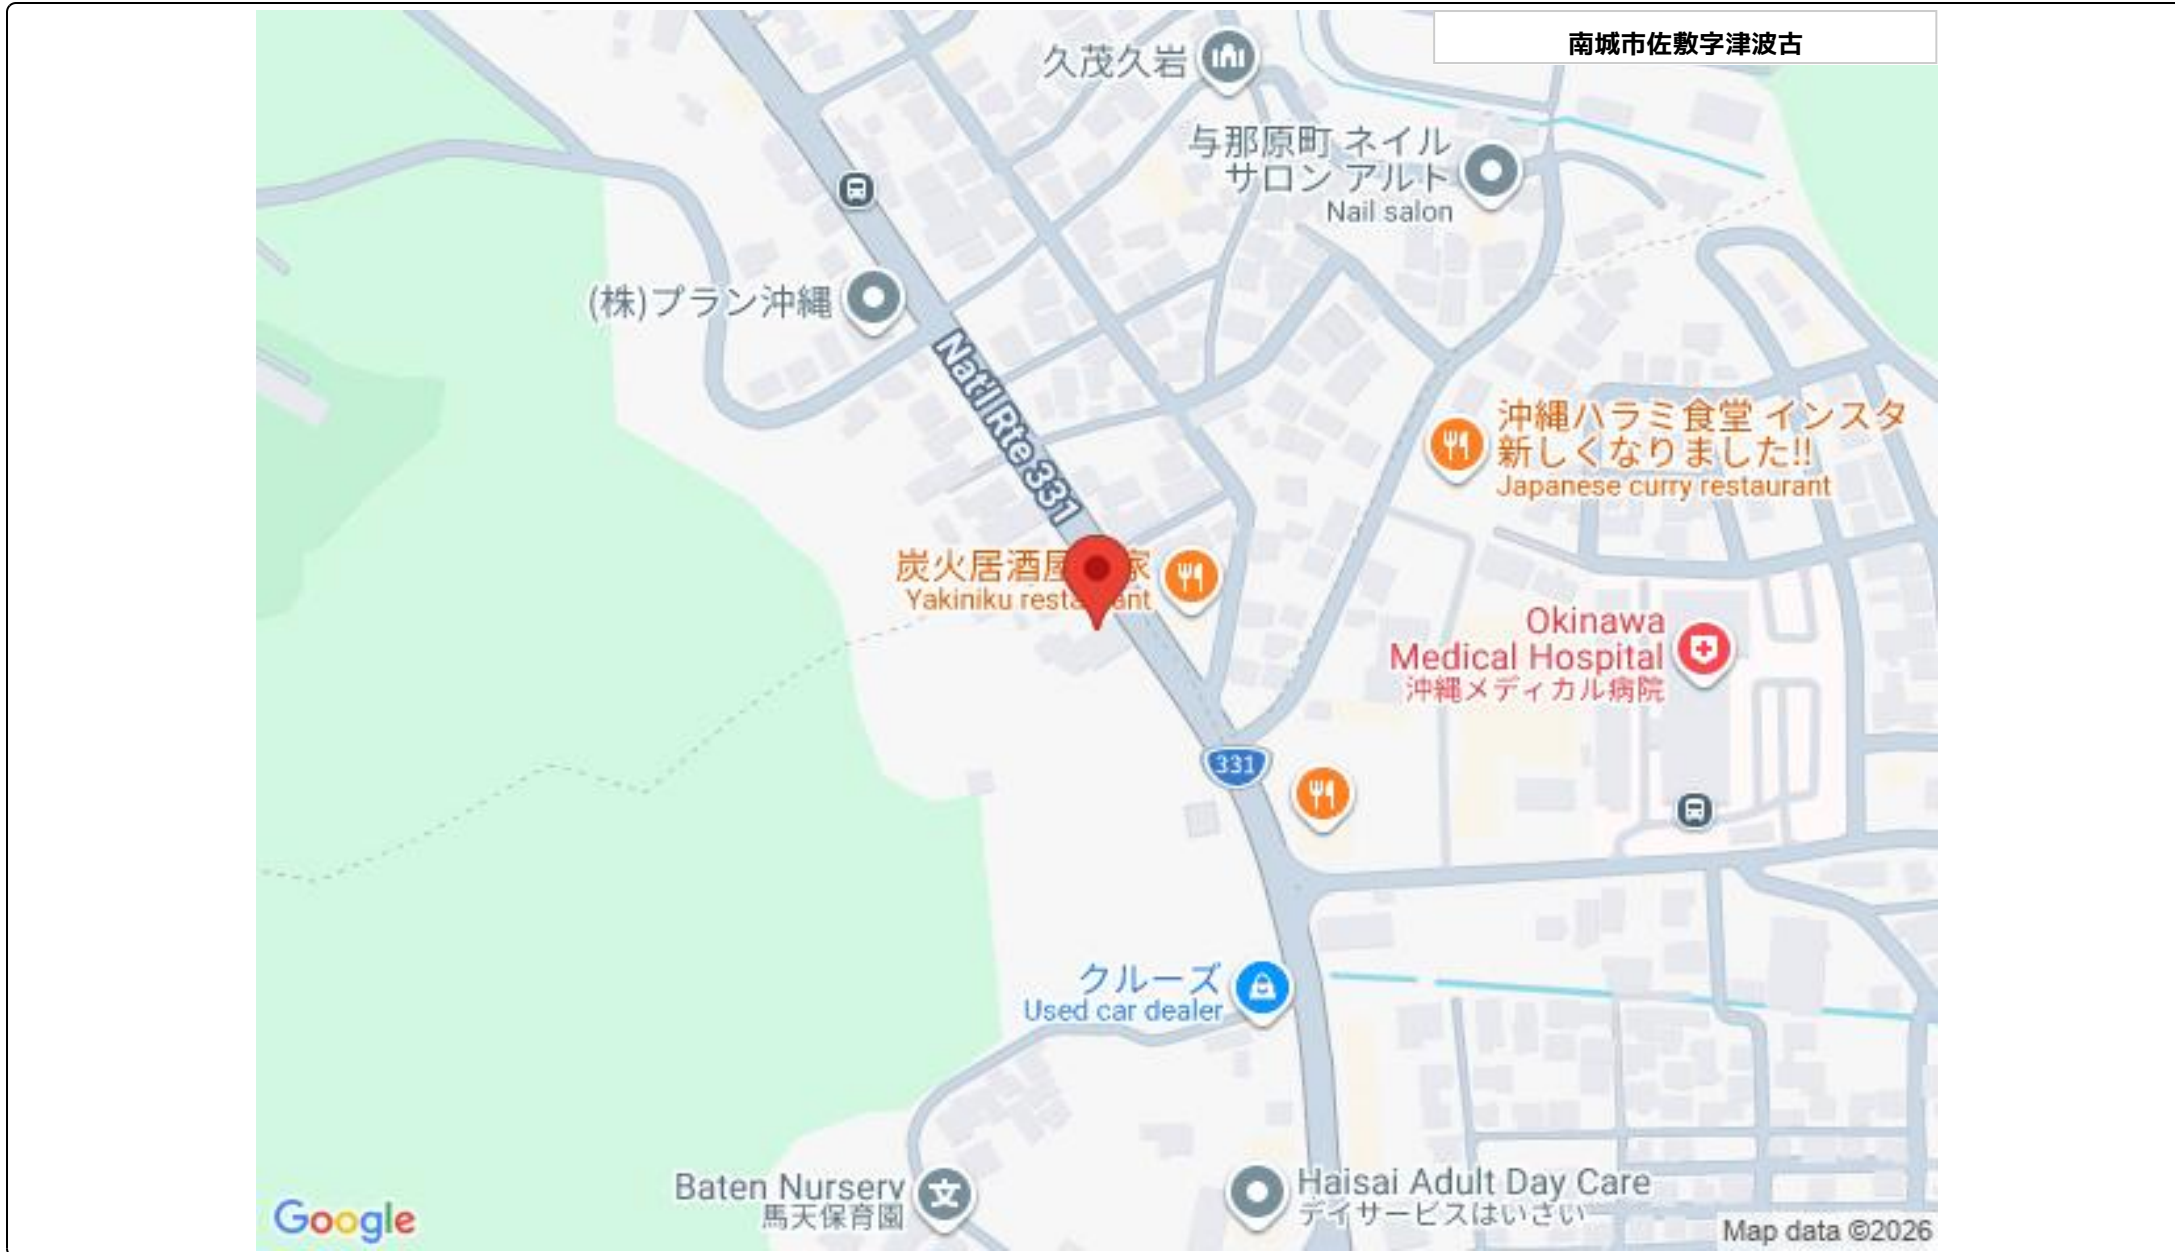 南城市佐敷字津波古
久茂久岩
与那原町 ネイル
サロン アルト
Nail salon
(株)プラン沖縄
Nat'l Rte 331
沖縄ハラミ食堂 インスタ
新しくなりました!!
Japanese curry restaurant
炭火居酒屋 家
Yakiniku restaurant
Okinawa
Medical Hospital
沖縄メディカル病院
331
クルーズ
Used car dealer
Baten Nursery
馬天保育園
Haisai Adult Day Care
デイサービスはいさい
Google
Map data ©2026